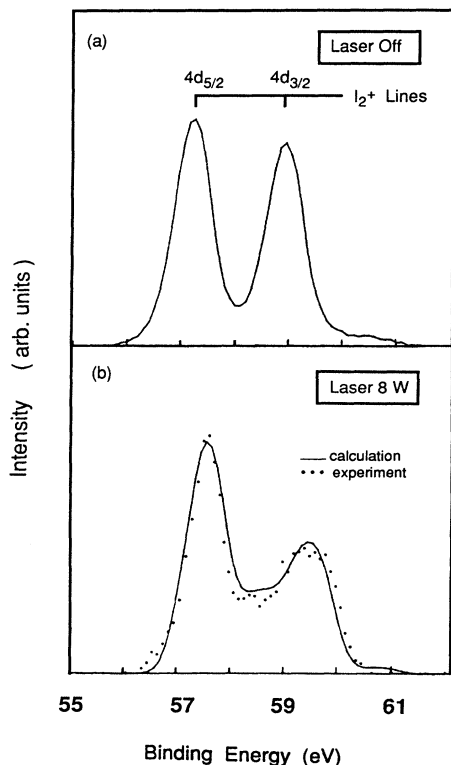 (a)
Laser Off
4d5/2 4d3/2
I2+ Lines
(b)
Laser 8 W
calculation
experiment
Intensity ( arb. units)
55 57 59 61
Binding Energy (eV)